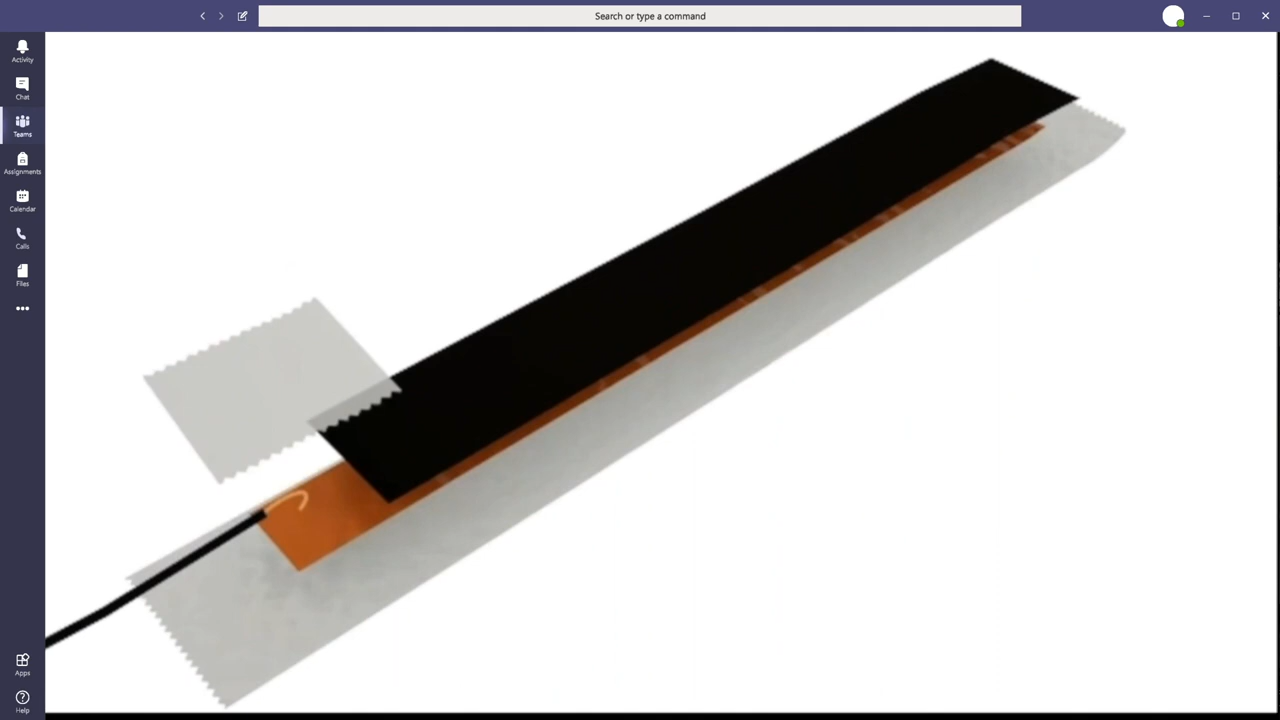 Search or type a command
Activity
Chat
Teams
Assignments
Calendar
Calls
Files
Apps
Help